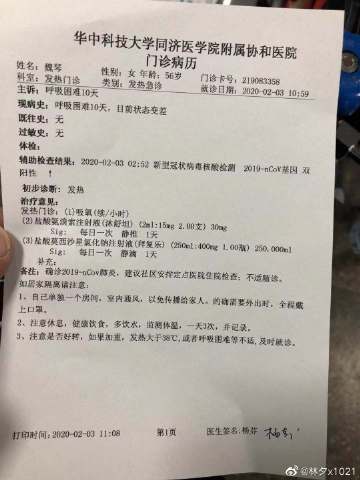 华中科技大学同济医学院附属协和医院
门诊病历
姓名：魏琴 性别：女 年龄：56岁 门诊卡号：219083358
科室：发热门诊 类别：发热急诊 就诊日期：2020-02-03 10:59
主诉：呼吸困难10天
现病史：呼吸困难10天，目前状态变差
既往史：无
过敏史：无
体检：
辅助检查结果：2020-02-03 02:52 新型冠状病毒核酸检测 2019-nCoV基因 双
阳性 ！
初步诊断：发热
治疗意见：
发热门诊：(1)吸氧(续/小时)
(2)盐酸氨溴索注射液(沐舒坦) (2ml:15mg 2.00支) 30mg
Sig: 每日一次 静推 1天
(3)盐酸莫西沙星氯化钠注射液(拜复乐) (250ml:400mg 1.00瓶) 250.000ml
Sig: 每日一次 静滴 1天
补充：
备注：确诊2019-nCoV肺炎，建议社区安排定点医院住院检查，不适随诊。
如居家隔离请注意：
1、自己单独一个房间，室内通风，以免传播给家人。的确需要外出时，全程戴
上口罩。
2、注意休息，健康饮食，多饮水，监测体温，一天3次，并记录。
3、注意是否好转，如果加重，发热大于38℃，或者呼吸困难等不适，及时就诊。
打印时间：2020-02-03 11:08 第1页 医生签名：杨芬
@林夕x1021